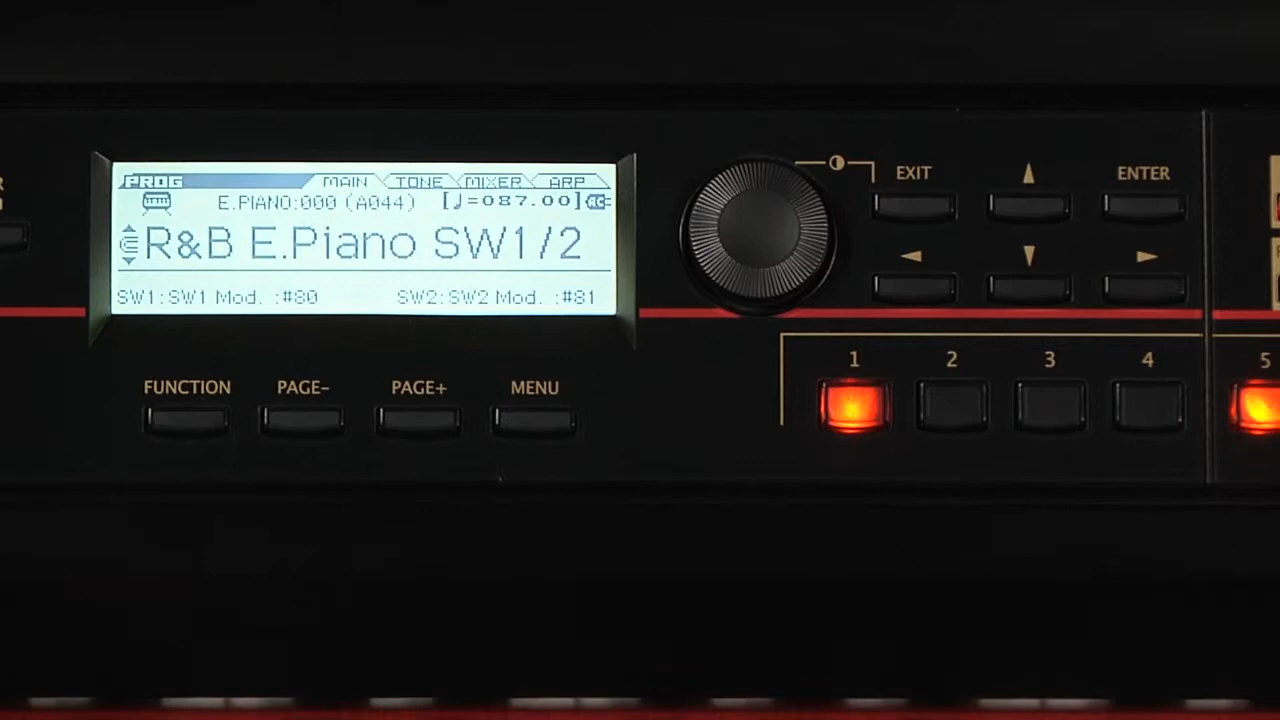 PROG MAIN TONE MIXER ARP
E.PIANO:000 (A044) [♩=087.00]
R&B E.Piano SW1/2
SW1:SW1 Mod. :#80 SW2:SW2 Mod. :#81
FUNCTION PAGE- PAGE+ MENU
EXIT ▲ ENTER
◄ ▼ ►
1 2 3 4 5